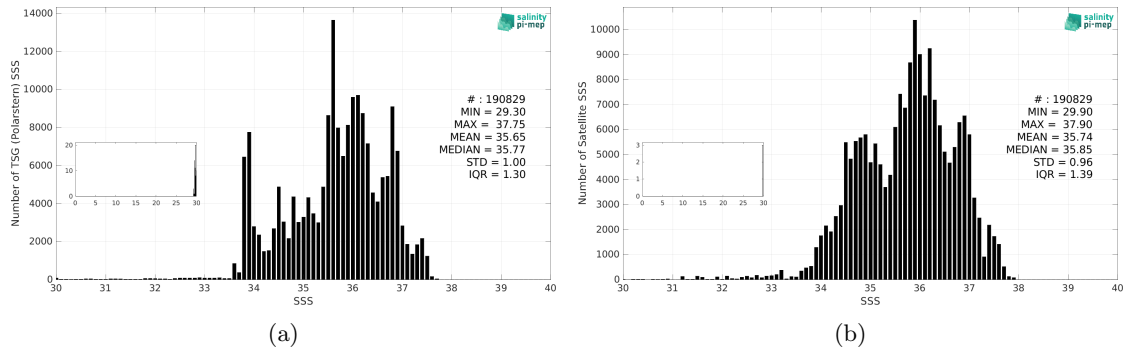 14000
12000
10000
8000
6000
4000
2000
0
Number of TSG (Polarstern) SSS
salinity
pi-mep
# : 190829
MIN = 29.30
MAX = 37.75
MEAN = 35.65
MEDIAN = 35.77
STD = 1.00
IQR = 1.30
20
10
0
0 5 10 15 20 25 30
30 31 32 33 34 35 36 37 38 39 40
SSS
(a)
10000
9000
8000
7000
6000
5000
4000
3000
2000
1000
0
Number of Satellite SSS
salinity
pi-mep
# : 190829
MIN = 29.90
MAX = 37.90
MEAN = 35.74
MEDIAN = 35.85
STD = 0.96
IQR = 1.39
3
2
1
0
0 5 10 15 20 25 30
30 31 32 33 34 35 36 37 38 39 40
SSS
(b)